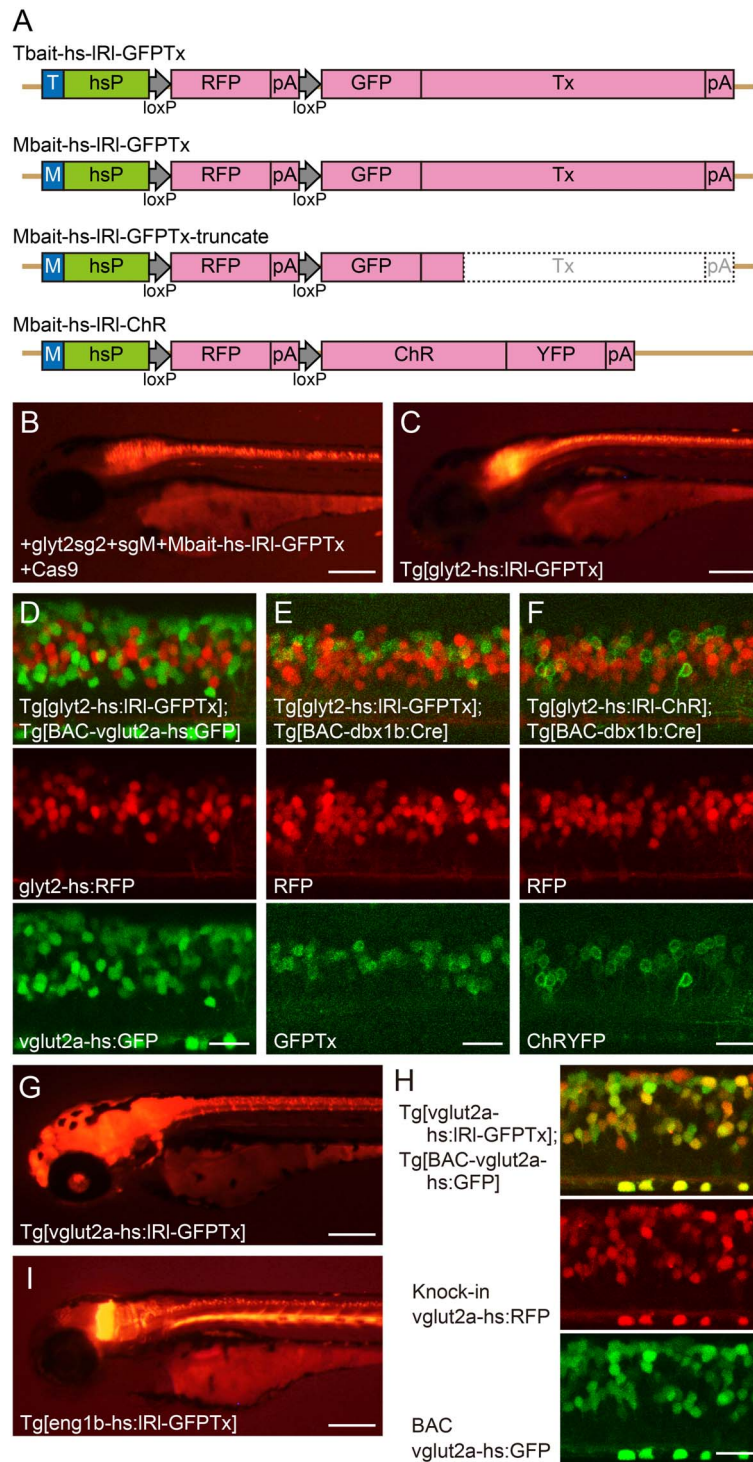 A
Tbait-hs-lRl-GFPTx
T hsP RFP pA GFP Tx pA
loxP loxP
Mbait-hs-lRl-GFPTx
M hsP RFP pA GFP Tx pA
loxP loxP
Mbait-hs-lRl-GFPTx-truncate
M hsP RFP pA GFP Tx pA
loxP loxP
Mbait-hs-lRl-ChR
M hsP RFP pA ChR YFP pA
loxP loxP
B
+glyt2sg2+sgM+Mbait-hs-lRl-GFPTx
+Cas9
C
Tg[glyt2-hs:lRl-GFPTx]
D
Tg[glyt2-hs:lRl-GFPTx];
Tg[BAC-vglut2a-hs:GFP]
glyt2-hs:RFP
vglut2a-hs:GFP
E
Tg[glyt2-hs:lRl-GFPTx];
Tg[BAC-dbx1b:Cre]
RFP
GFPTx
F
Tg[glyt2-hs:lRl-ChR];
Tg[BAC-dbx1b:Cre]
RFP
ChRYFP
G
Tg[vglut2a-hs:lRl-GFPTx]
H
Tg[vglut2a-
hs:lRl-GFPTx];
Tg[BAC-vglut2a-
hs:GFP]
Knock-in
vglut2a-hs:RFP
BAC
vglut2a-hs:GFP
I
Tg[eng1b-hs:lRl-GFPTx]